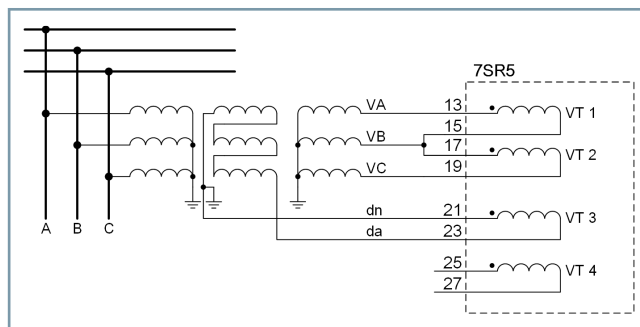 7SR5
VA 13 VT 1
15
VB 17 VT 2
VC 19
dn 21 VT 3
A B C da 23
25 VT 4
27